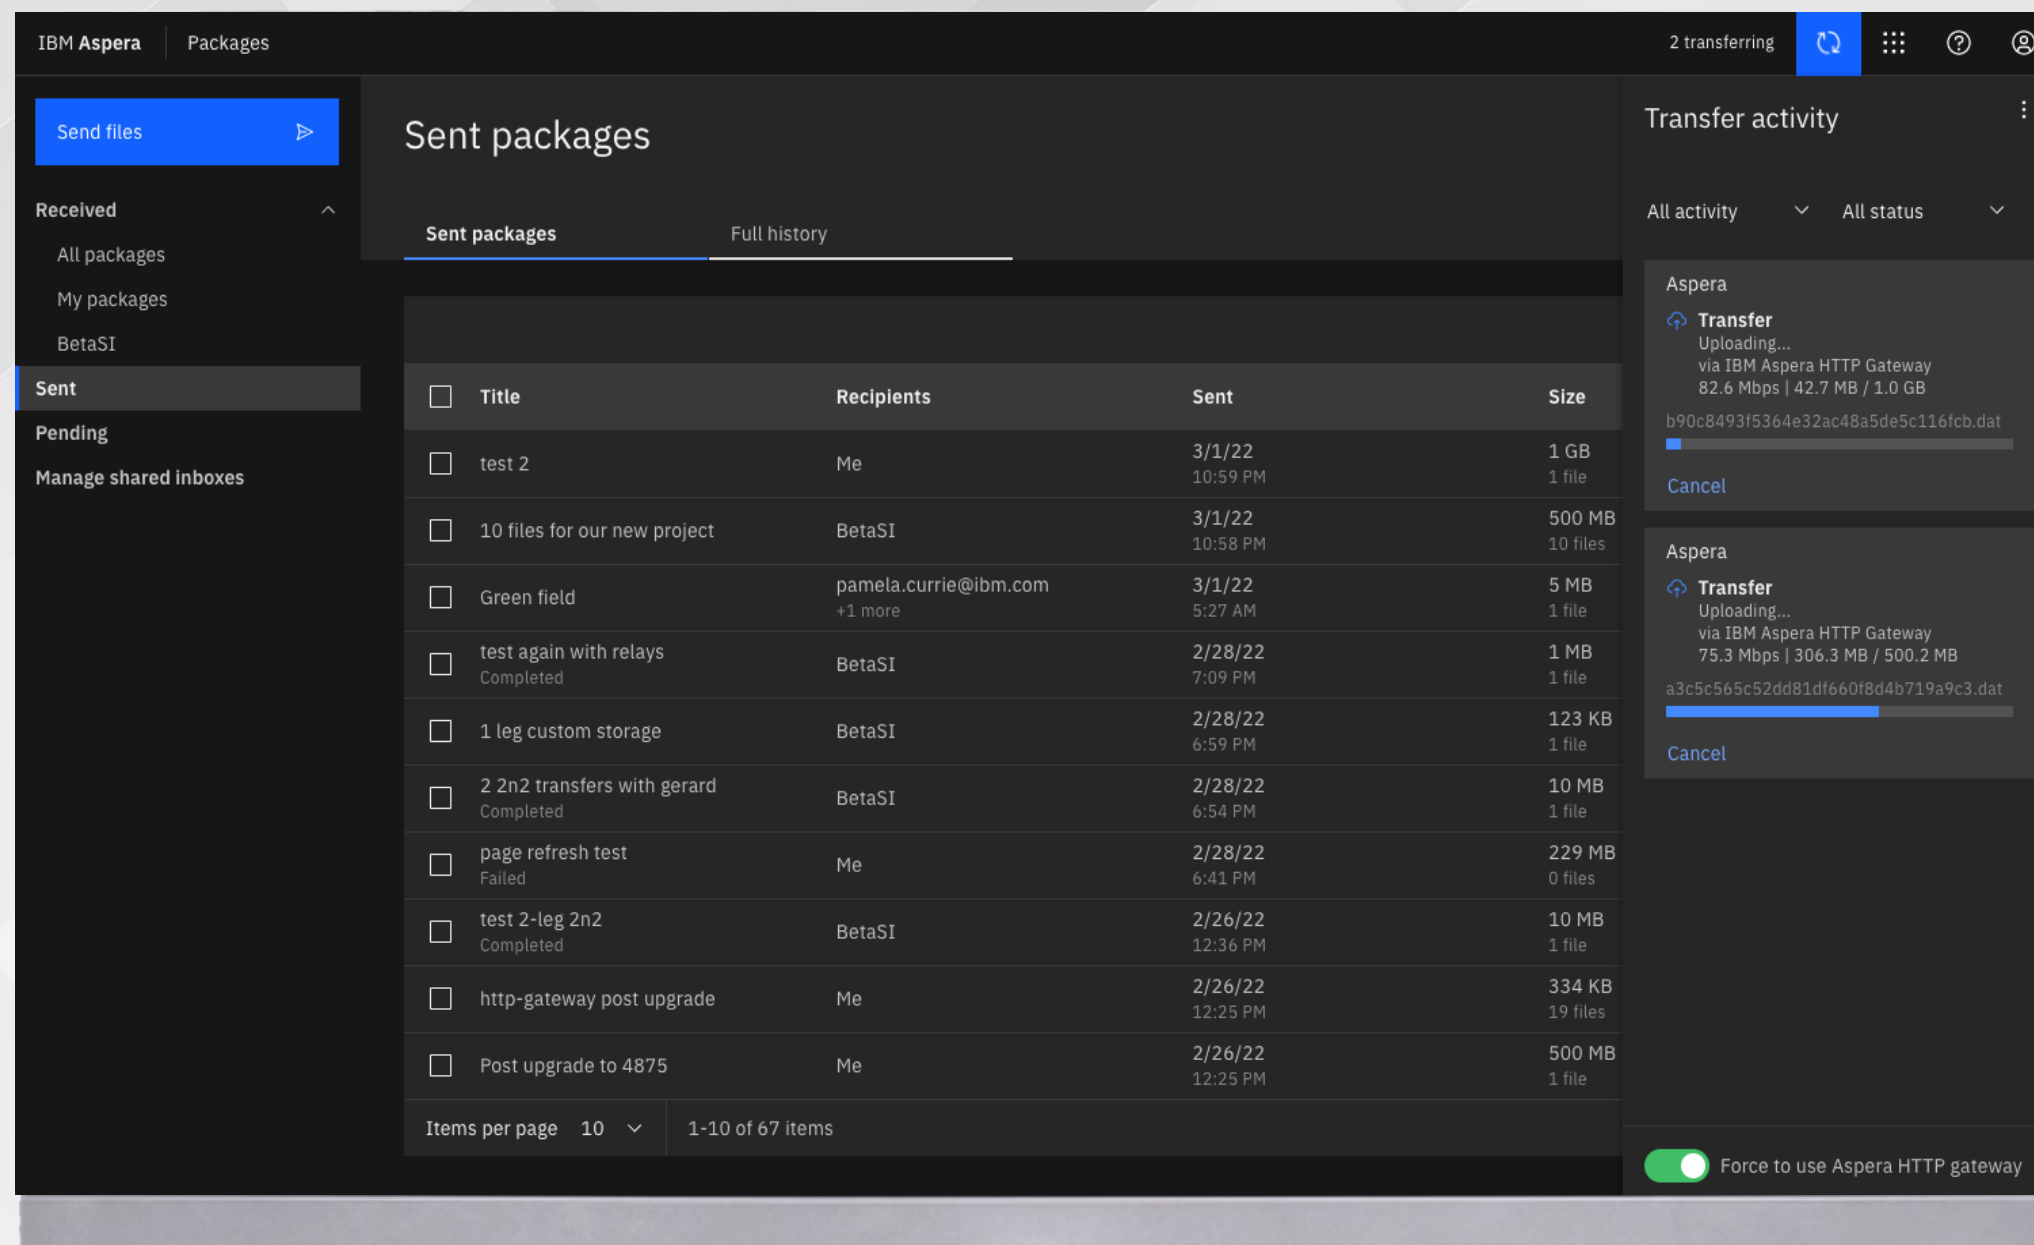 IBM Aspera
Packages
2 transferring
Send files
Received
All packages
My packages
BetaSI
Sent
Pending
Manage shared inboxes
Sent packages
Sent packages
Full history
Title
Recipients
Sent
Size
test 2
Me
3/1/22
10:59 PM
1 GB
1 file
10 files for our new project
BetaSI
3/1/22
10:58 PM
500 MB
10 files
Green field
pamela.currie@ibm.com
+1 more
3/1/22
5:27 AM
5 MB
1 file
test again with relays
Completed
BetaSI
2/28/22
7:09 PM
1 MB
1 file
1 leg custom storage
BetaSI
2/28/22
6:59 PM
123 KB
1 file
2 2n2 transfers with gerard
Completed
BetaSI
2/28/22
6:54 PM
10 MB
1 file
page refresh test
Failed
Me
2/28/22
6:41 PM
229 MB
0 files
test 2-leg 2n2
Completed
BetaSI
2/26/22
12:36 PM
10 MB
1 file
http-gateway post upgrade
Me
2/26/22
12:25 PM
334 KB
19 files
Post upgrade to 4875
Me
2/26/22
12:25 PM
500 MB
1 file
Items per page 10
1-10 of 67 items
Transfer activity
All activity
All status
Aspera
Transfer
Uploading...
via IBM Aspera HTTP Gateway
82.6 Mbps | 42.7 MB / 1.0 GB
b90c8493f5364e32ac48a5de5c116fcb.dat
Cancel
Aspera
Transfer
Uploading...
via IBM Aspera HTTP Gateway
75.3 Mbps | 306.3 MB / 500.2 MB
a3c5c565c52dd81df660f8d4b719a9c3.dat
Cancel
Force to use Aspera HTTP gateway